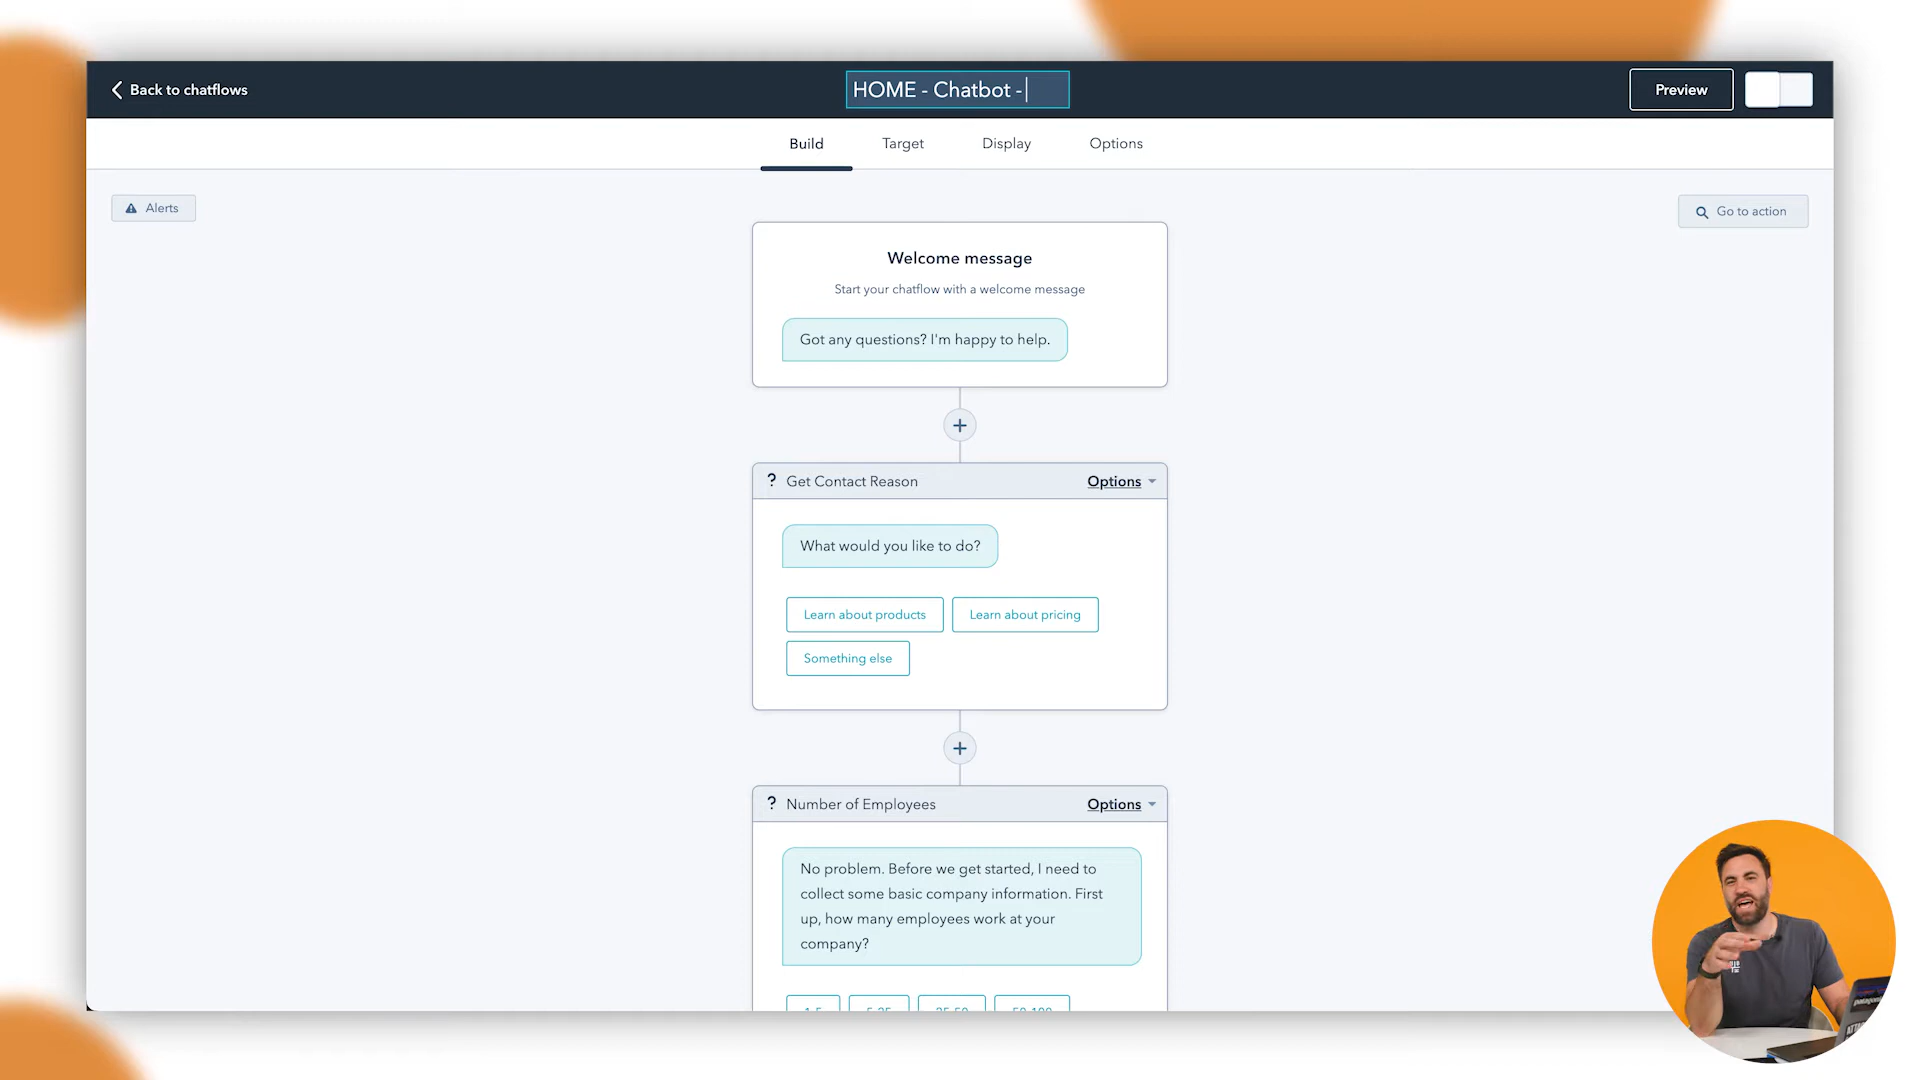 Back to chatflows
HOME - Chatbot -
Preview
Build
Target
Display
Options
Alerts
Go to action
Welcome message
Start your chatflow with a welcome message
Got any questions? I'm happy to help.
? Get Contact Reason
Options
What would you like to do?
Learn about products
Learn about pricing
Something else
? Number of Employees
Options
No problem. Before we get started, I need to
collect some basic company information. First
up, how many employees work at your
company?
patagonia